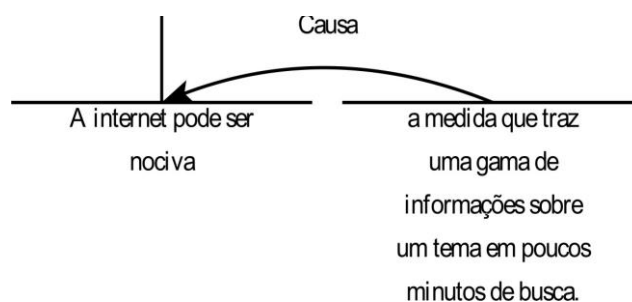 Causa
A internet pode ser
nociva
a medida que traz
uma gama de
informações sobre
um tema em poucos
minutos de busca.